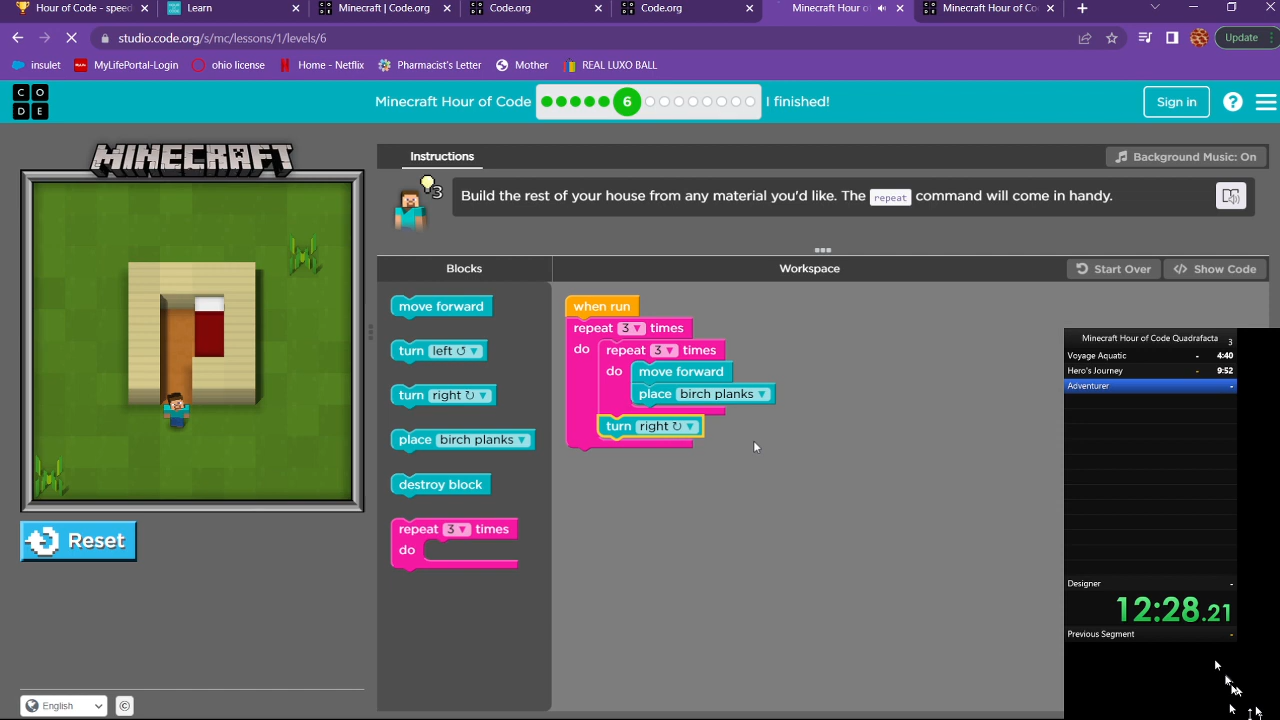 Hour of Code - speed
Learn
Minecraft | Code.org
Code.org
Code.org
Minecraft Hour of
Minecraft Hour of Co
studio.code.org/s/mc/lessons/1/levels/6
Update
insulet
MyLifePortal-Login
ohio license
Home - Netflix
Pharmacist's Letter
Mother
REAL LUXO BALL
C O
D E
Minecraft Hour of Code
6
I finished!
Sign in
?
MINECRAFT
Instructions
Background Music: On
3
Build the rest of your house from any material you'd like. The repeat command will come in handy.
Blocks
Workspace
Start Over
</> Show Code
move forward
turn left
turn right
place birch planks
destroy block
repeat 3 times
do
when run
repeat 3 times
do repeat 3 times
do move forward
place birch planks
turn right
Minecraft Hour of Code Quadrafacta
3
Voyage Aquatic - 4:40
Hero's Journey - 9:52
Adventurer -
Designer -
12:28.21
Previous Segment -
Reset
English
©